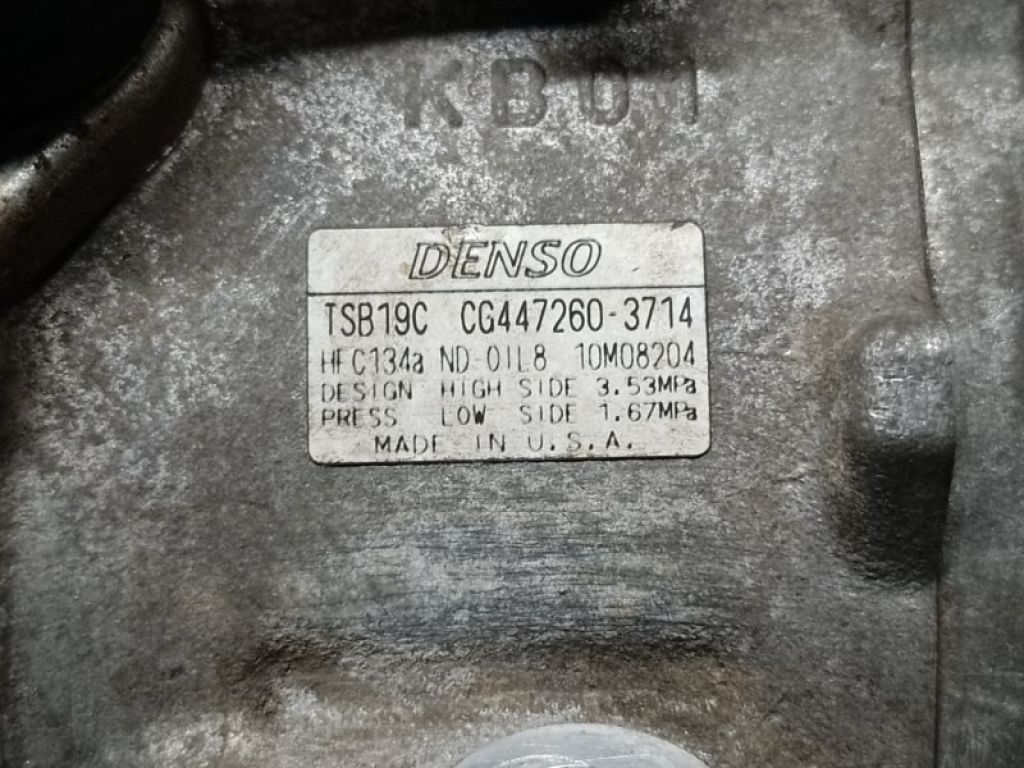 KB01
DENSO
TSB19C CG447260-3714
HFC134a ND-OIL8 10M08204
DESIGN HIGH SIDE 3.53MPa
PRESS LOW SIDE 1.67MPa
MADE IN U.S.A.